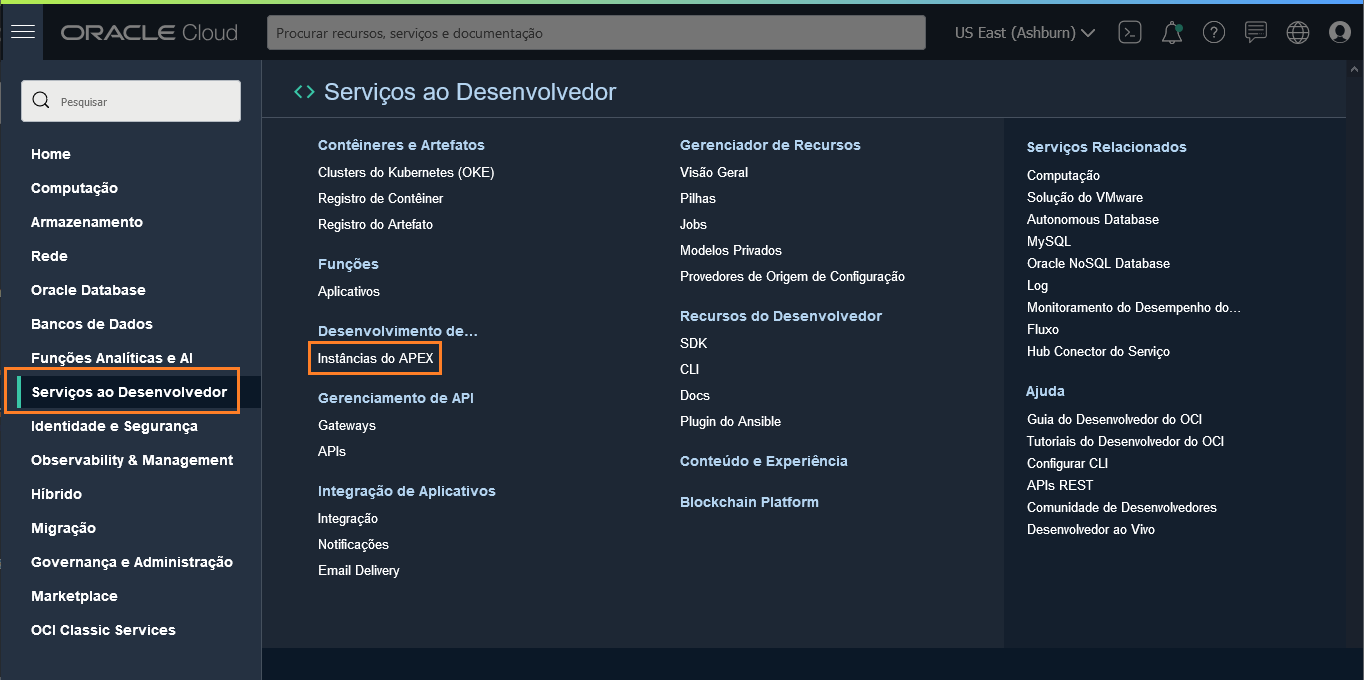 ORACLE Cloud
Procurar recursos, serviços e documentação
US East (Ashburn)
Pesquisar
Home
Computação
Armazenamento
Rede
Oracle Database
Bancos de Dados
Funções Analíticas e AI
Serviços ao Desenvolvedor
Identidade e Segurança
Observability & Management
Híbrido
Migração
Governança e Administração
Marketplace
OCI Classic Services
Serviços ao Desenvolvedor
Contêineres e Artefatos
Clusters do Kubernetes (OKE)
Registro de Contêiner
Registro do Artefato
Funções
Aplicativos
Desenvolvimento de...
Instâncias do APEX
Gerenciamento de API
Gateways
APIs
Integração de Aplicativos
Integração
Notificações
Email Delivery
Gerenciador de Recursos
Visão Geral
Pilhas
Jobs
Modelos Privados
Provedores de Origem de Configuração
Recursos do Desenvolvedor
SDK
CLI
Docs
Plugin do Ansible
Conteúdo e Experiência
Blockchain Platform
Serviços Relacionados
Computação
Solução do VMware
Autonomous Database
MySQL
Oracle NoSQL Database
Log
Monitoramento do Desempenho do...
Fluxo
Hub Conector do Serviço
Ajuda
Guia do Desenvolvedor do OCI
Tutoriais do Desenvolvedor do OCI
Configurar CLI
APIs REST
Comunidade de Desenvolvedores
Desenvolvedor ao Vivo